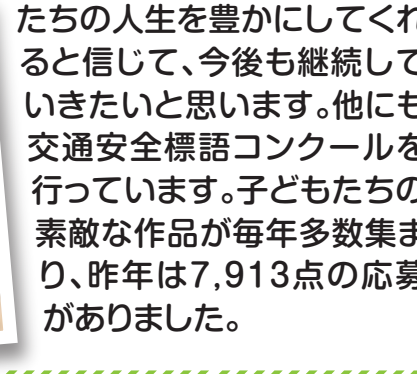 たちの人生を豊かにしてくれ
ると信じて、今後も継続して
いきたいと思います。他にも
交通安全標語コンクールを
行っています。子どもたちの
素敵な作品が毎年多数集ま
り、昨年は7,913点の応募
がありました。